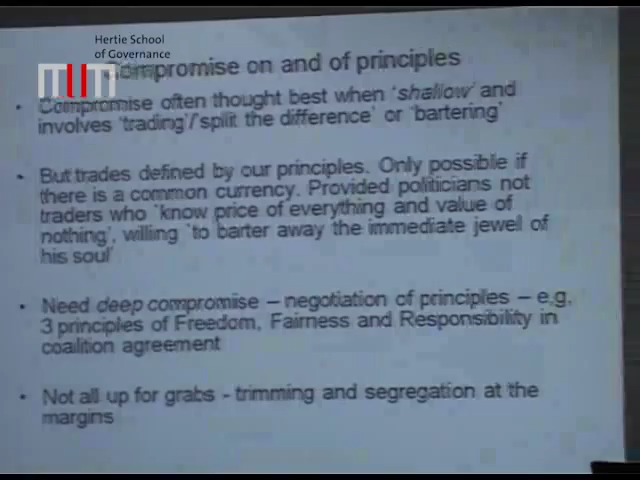 Hertie School
of Governance
Compromise on and of principles
• Compromise often thought best when 'shallow' and
involves 'trading'/'split the difference' or 'bartering'
• But trades defined by our principles. Only possible if
there is a common currency. Provided politicians not
traders who 'know price of everything and value of
nothing', willing 'to barter away the immediate jewel of
his soul'
• Need deep compromise – negotiation of principles – e.g.
3 principles of Freedom, Fairness and Responsibility in
coalition agreement
• Not all up for grabs - trimming and segregation at the
margins